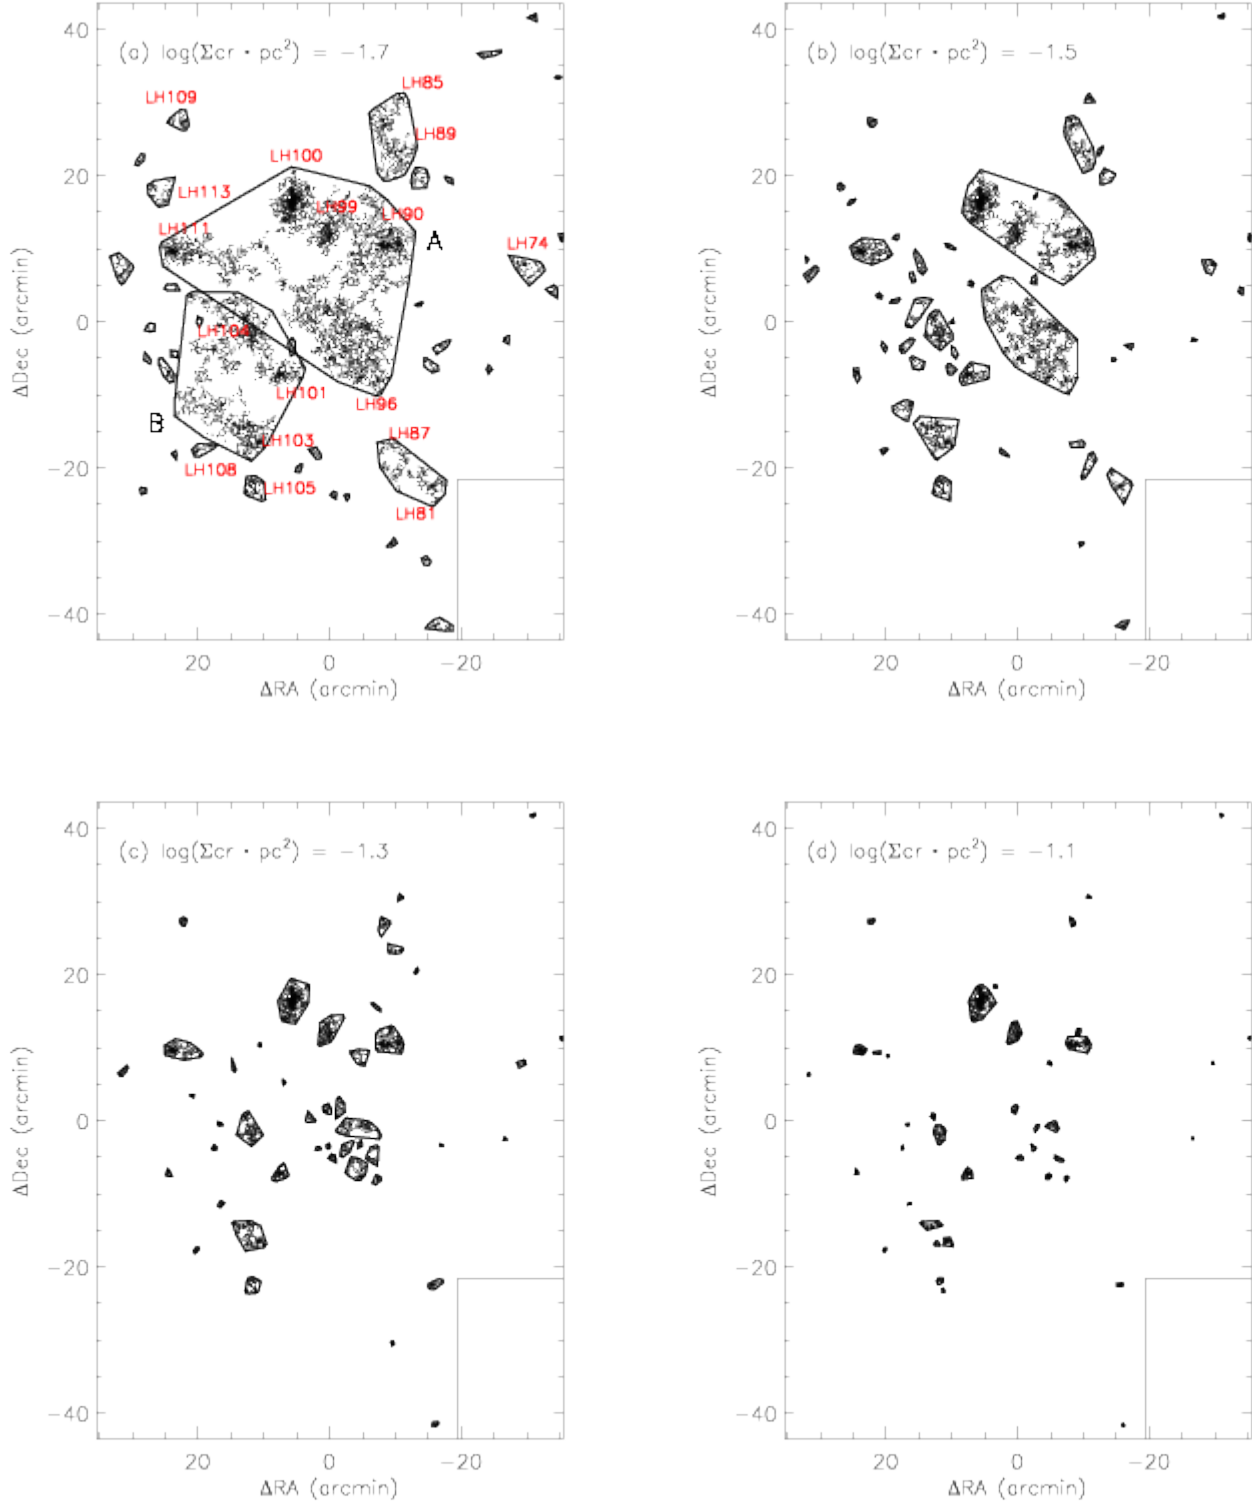 (a) log(Σcr • pc²) = −1.7
LH85
LH109
LH89
LH100
LH113
LH99
LH90
LH111
A
LH74
LH104
LH101
LH96
B
LH103
LH87
LH108
LH105
LH81
40
20
0
−20
−40
ΔDec (arcmin)
20 0 −20
ΔRA (arcmin)
(b) log(Σcr • pc²) = −1.5
40
20
0
−20
−40
ΔDec (arcmin)
20 0 −20
ΔRA (arcmin)
(c) log(Σcr • pc²) = −1.3
40
20
0
−20
−40
ΔDec (arcmin)
20 0 −20
ΔRA (arcmin)
(d) log(Σcr • pc²) = −1.1
40
20
0
−20
−40
ΔDec (arcmin)
20 0 −20
ΔRA (arcmin)